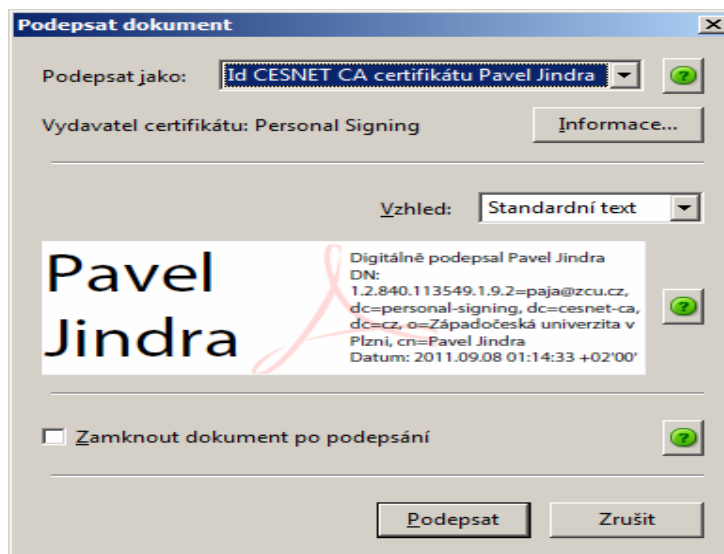 Podepsat dokument
Podepsat jako: Id CESNET CA certifikátu Pavel Jindra
Vydavatel certifikátu: Personal Signing Informace...
Vzhled: Standardní text
Pavel
Jindra
Digitálně podepsal Pavel Jindra
DN:
1.2.840.113549.1.9.2=paja@zcu.cz,
dc=personal-signing, dc=cesnet-ca,
dc=cz, o=Západočeská univerzita v
Plzni, cn=Pavel Jindra
Datum: 2011.09.08 01:14:33 +02'00'
Zamknout dokument po podepsání
Podepsat Zrušit